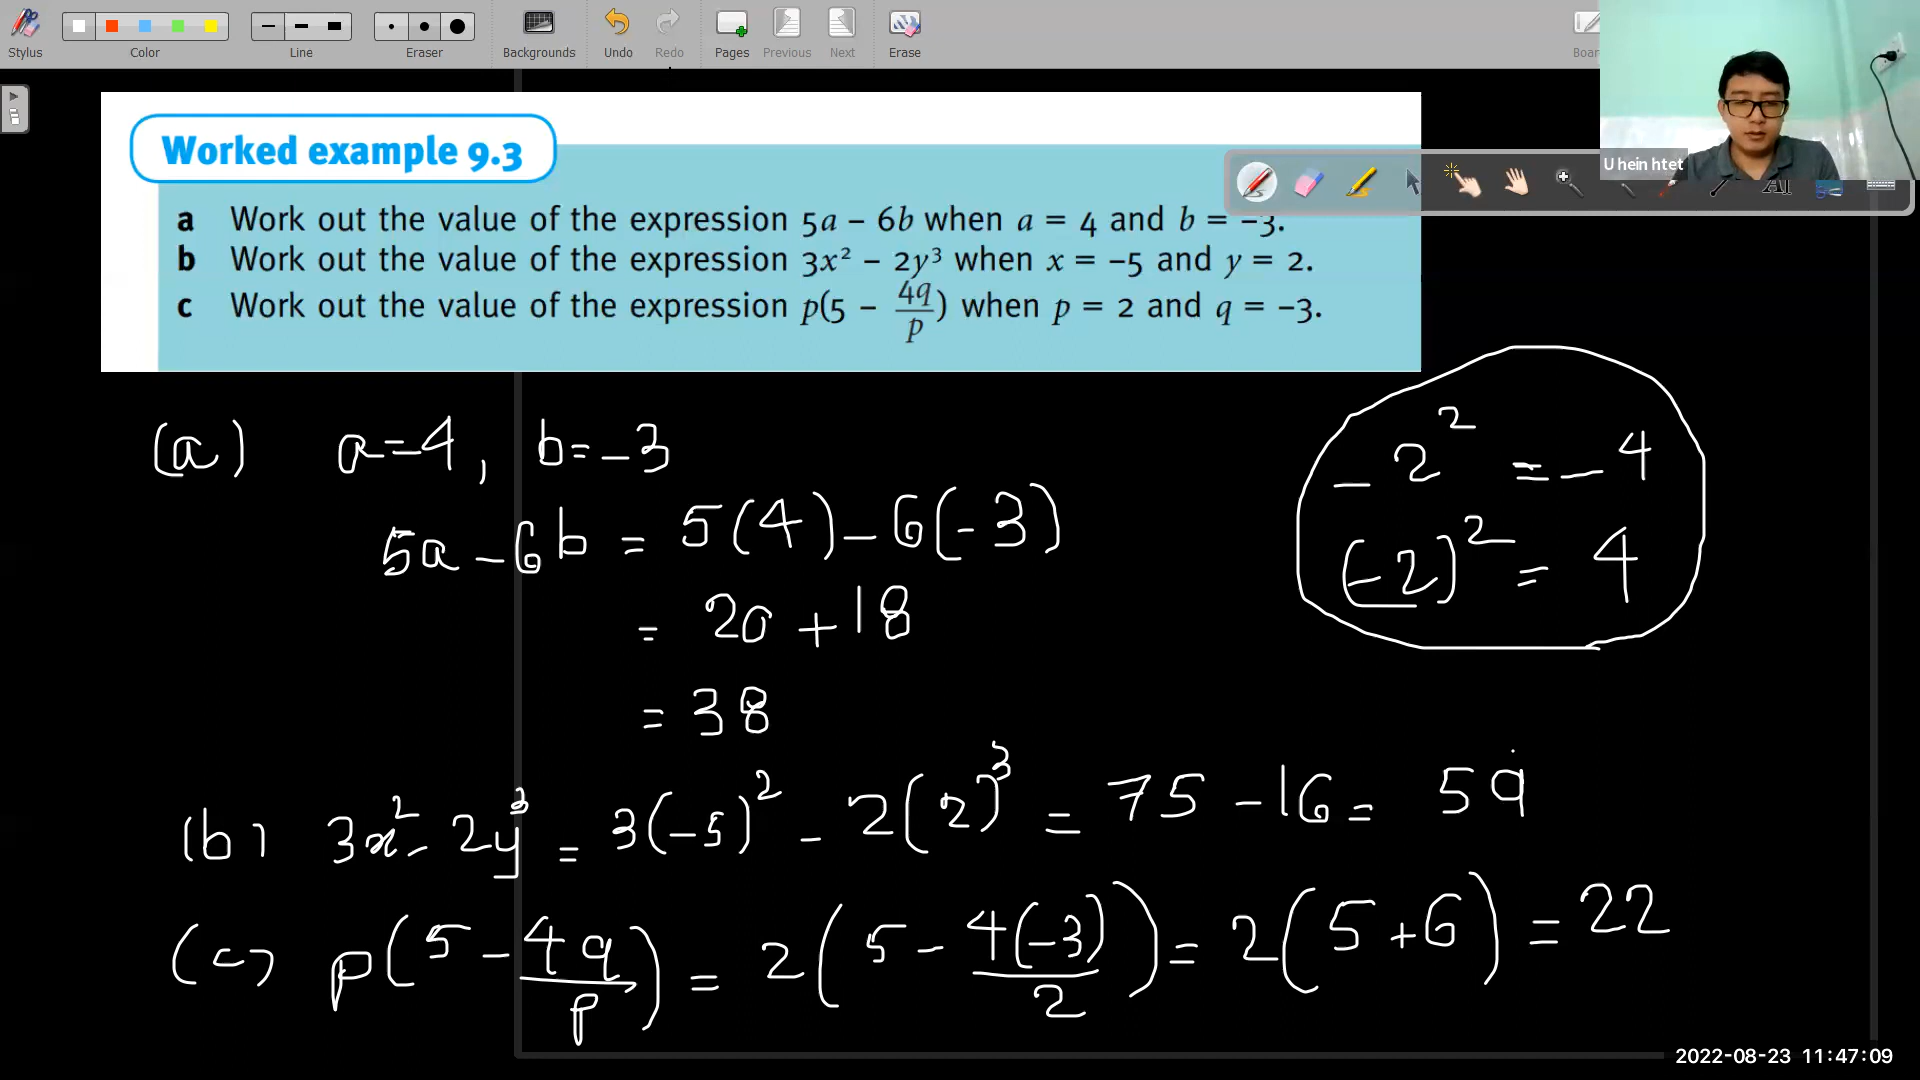 Stylus Color Line Eraser Backgrounds Undo Redo Pages Previous Next Erase Boar
U hein htet
Worked example 9.3
a Work out the value of the expression 5a − 6b when a = 4 and b = −3.
b Work out the value of the expression 3x² − 2y³ when x = −5 and y = 2.
c Work out the value of the expression p(5 − 4q/p) when p = 2 and q = −3.
(a) a=4, b=−3
5a−6b = 5(4)−6(−3)
= 20+18
= 38
−2² = −4
(−2)² = 4
(b) 3x²−2y³ = 3(−5)² − 2(2)³ = 75−16 = 59
(c) p(5−4q/p) = 2(5−4(−3)/2) = 2(5+6) = 22
2022-08-23 11:47:09